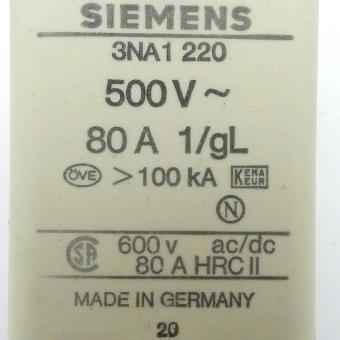 SIEMENS
3NA1 220
500 V ~
80 A 1/gL
ÖVE > 100 kA KEMA KEUR
N
SA 600 v ac/dc
80 A HRC II
MADE IN GERMANY
20